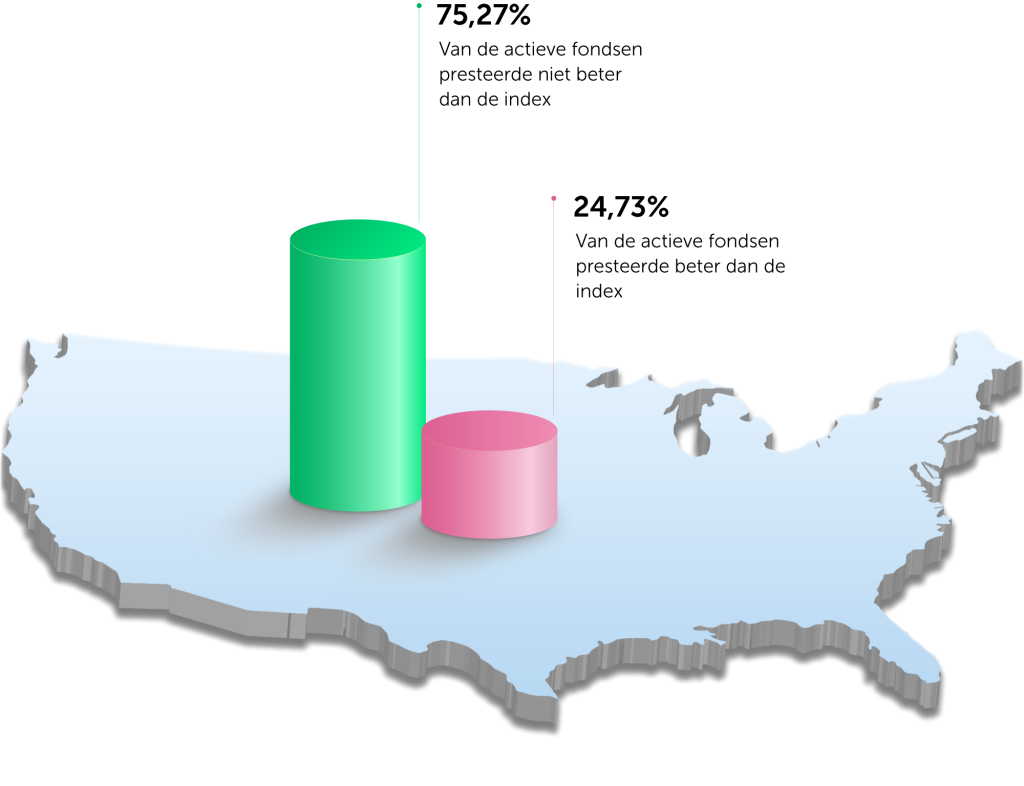 75,27%
Van de actieve fondsen
presteerde niet beter
dan de index
24,73%
Van de actieve fondsen
presteerde beter dan de
index